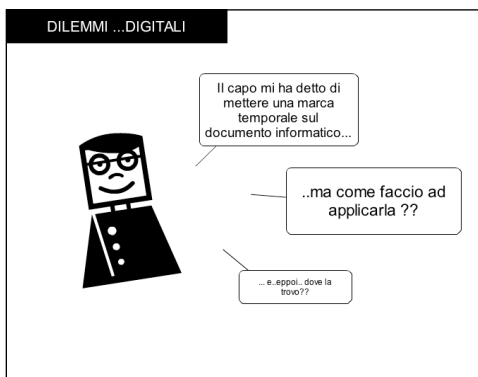 DILEMMI ...DIGITALI
Il capo mi ha detto di
mettere una marca
temporale sul
documento informatico...
..ma come faccio ad
applicarla ??
... e..eppoi.. dove la
trovo??